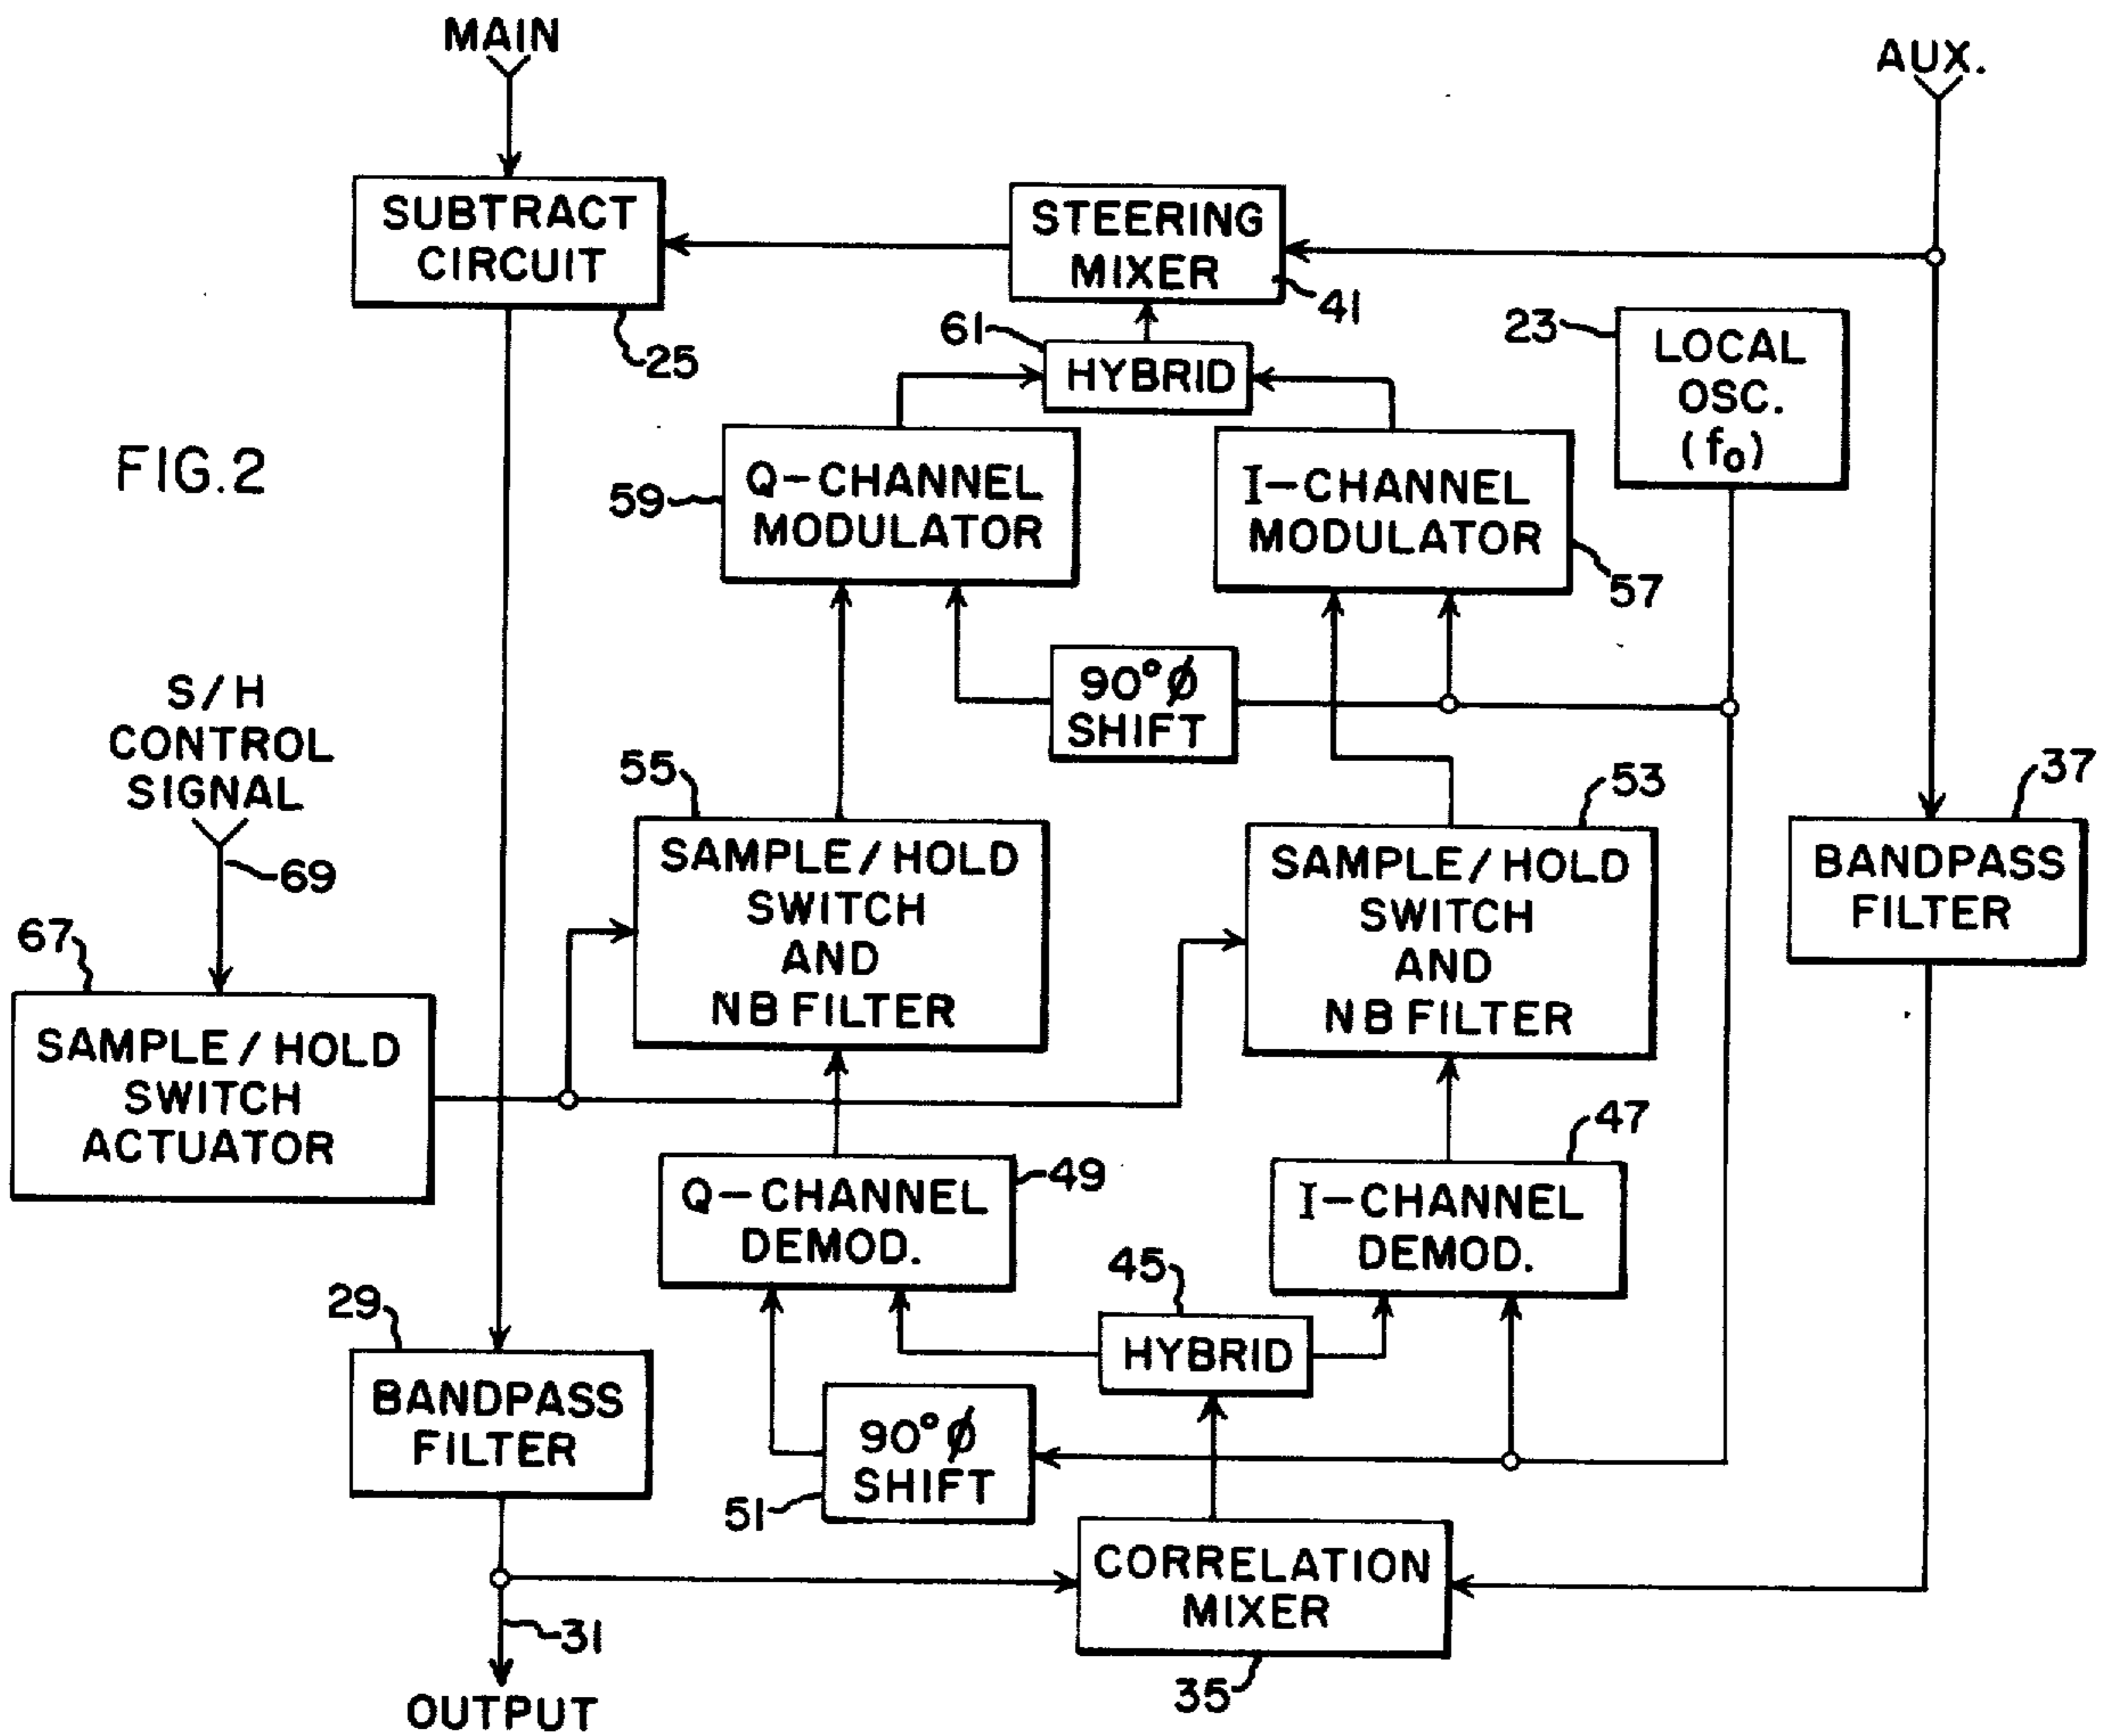 MAIN
AUX.
SUBTRACT
CIRCUIT
25
STEERING
MIXER
41
61
HYBRID
23
LOCAL
OSC.
(fo)
FIG.2
59
Q-CHANNEL
MODULATOR
I-CHANNEL
MODULATOR
57
90°ϕ
SHIFT
S/H
CONTROL
SIGNAL
69
55
SAMPLE/HOLD
SWITCH
AND
NB FILTER
53
SAMPLE/HOLD
SWITCH
AND
NB FILTER
37
BANDPASS
FILTER
67
SAMPLE/HOLD
SWITCH
ACTUATOR
49
Q-CHANNEL
DEMOD.
47
I-CHANNEL
DEMOD.
45
HYBRID
29
BANDPASS
FILTER
90°ϕ
SHIFT
51
CORRELATION
MIXER
35
31
OUTPUT